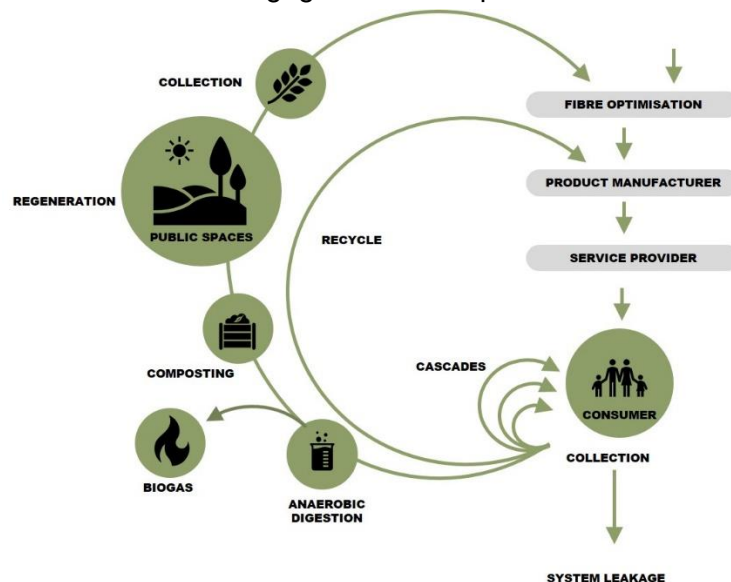 COLLECTION
FIBRE OPTIMISATION
PRODUCT MANUFACTURER
REGENERATION
PUBLIC SPACES
RECYCLE
SERVICE PROVIDER
CASCADES
COMPOSTING
CONSUMER
COLLECTION
BIOGAS
ANAEROBIC
DIGESTION
SYSTEM LEAKAGE